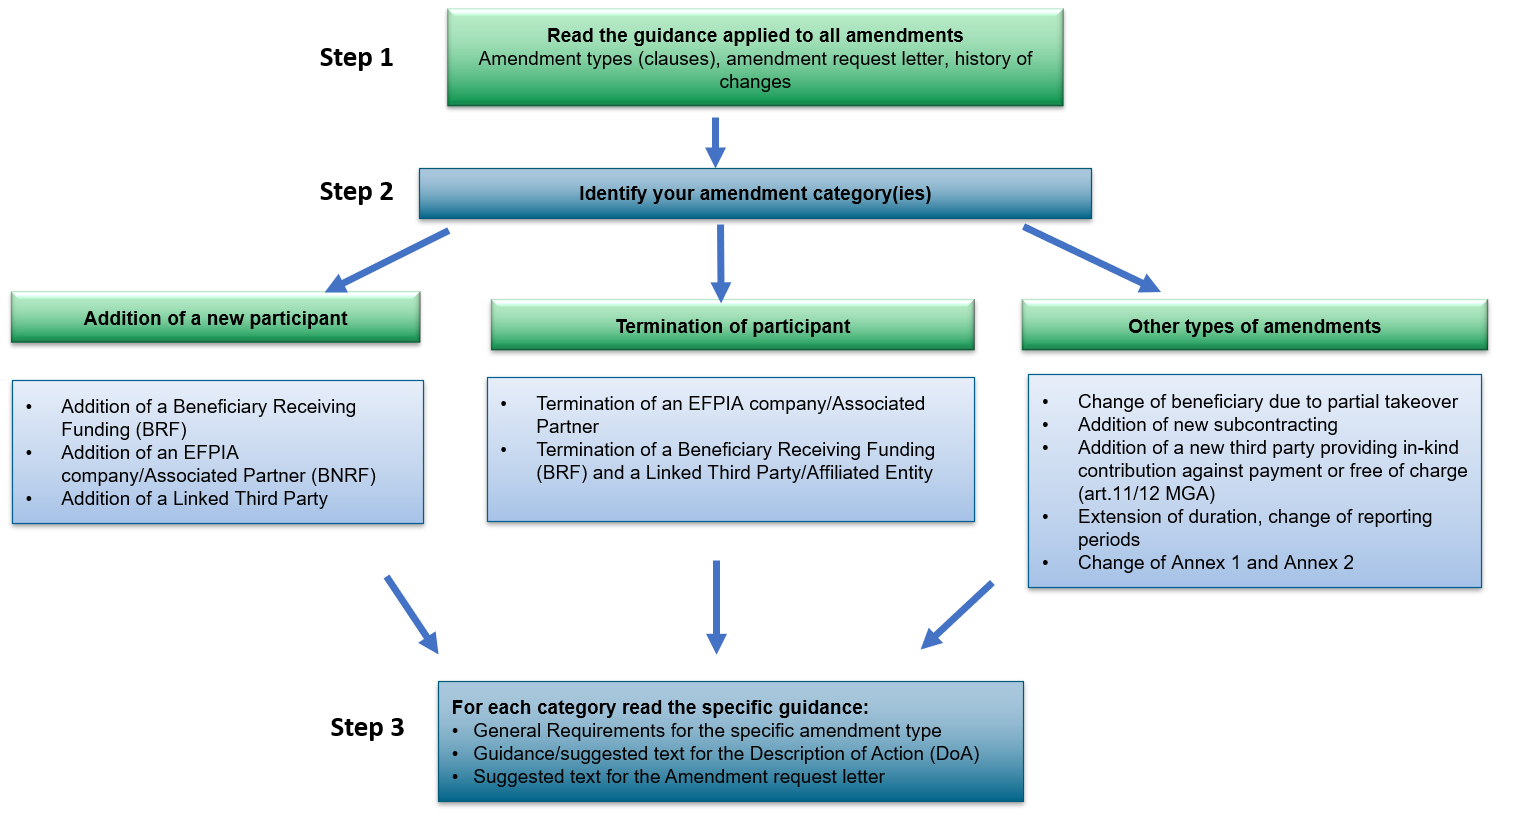 Step 1
Read the guidance applied to all amendments
Amendment types (clauses), amendment request letter, history of
changes
Step 2
Identify your amendment category(ies)
Addition of a new participant
• Addition of a Beneficiary Receiving
Funding (BRF)
• Addition of an EFPIA
company/Associated Partner (BNRF)
• Addition of a Linked Third Party
Termination of participant
• Termination of an EFPIA company/Associated
Partner
• Termination of a Beneficiary Receiving Funding
(BRF) and a Linked Third Party/Affiliated Entity
Other types of amendments
• Change of beneficiary due to partial takeover
• Addition of new subcontracting
• Addition of a new third party providing in-kind
contribution against payment or free of charge
(art.11/12 MGA)
• Extension of duration, change of reporting
periods
• Change of Annex 1 and Annex 2
Step 3
For each category read the specific guidance:
• General Requirements for the specific amendment type
• Guidance/suggested text for the Description of Action (DoA)
• Suggested text for the Amendment request letter